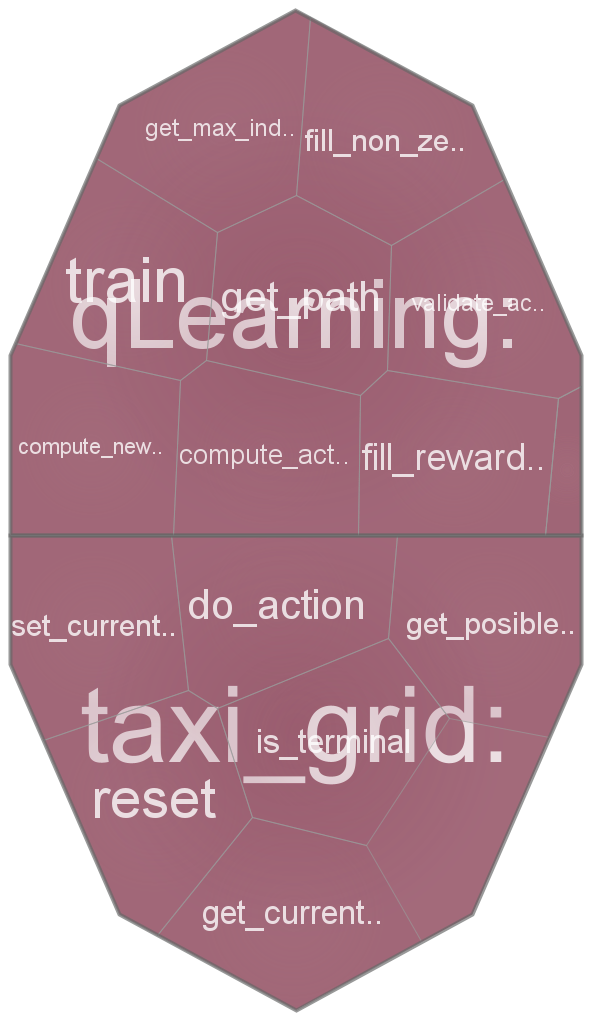 get_max_ind..
fill_non_ze..
train
get_path
validate_ac..
qLearning:
compute_new..
compute_act..
fill_reward..
set_current..
do_action
get_posible..
taxi_grid:
is_terminal
reset
get_current..